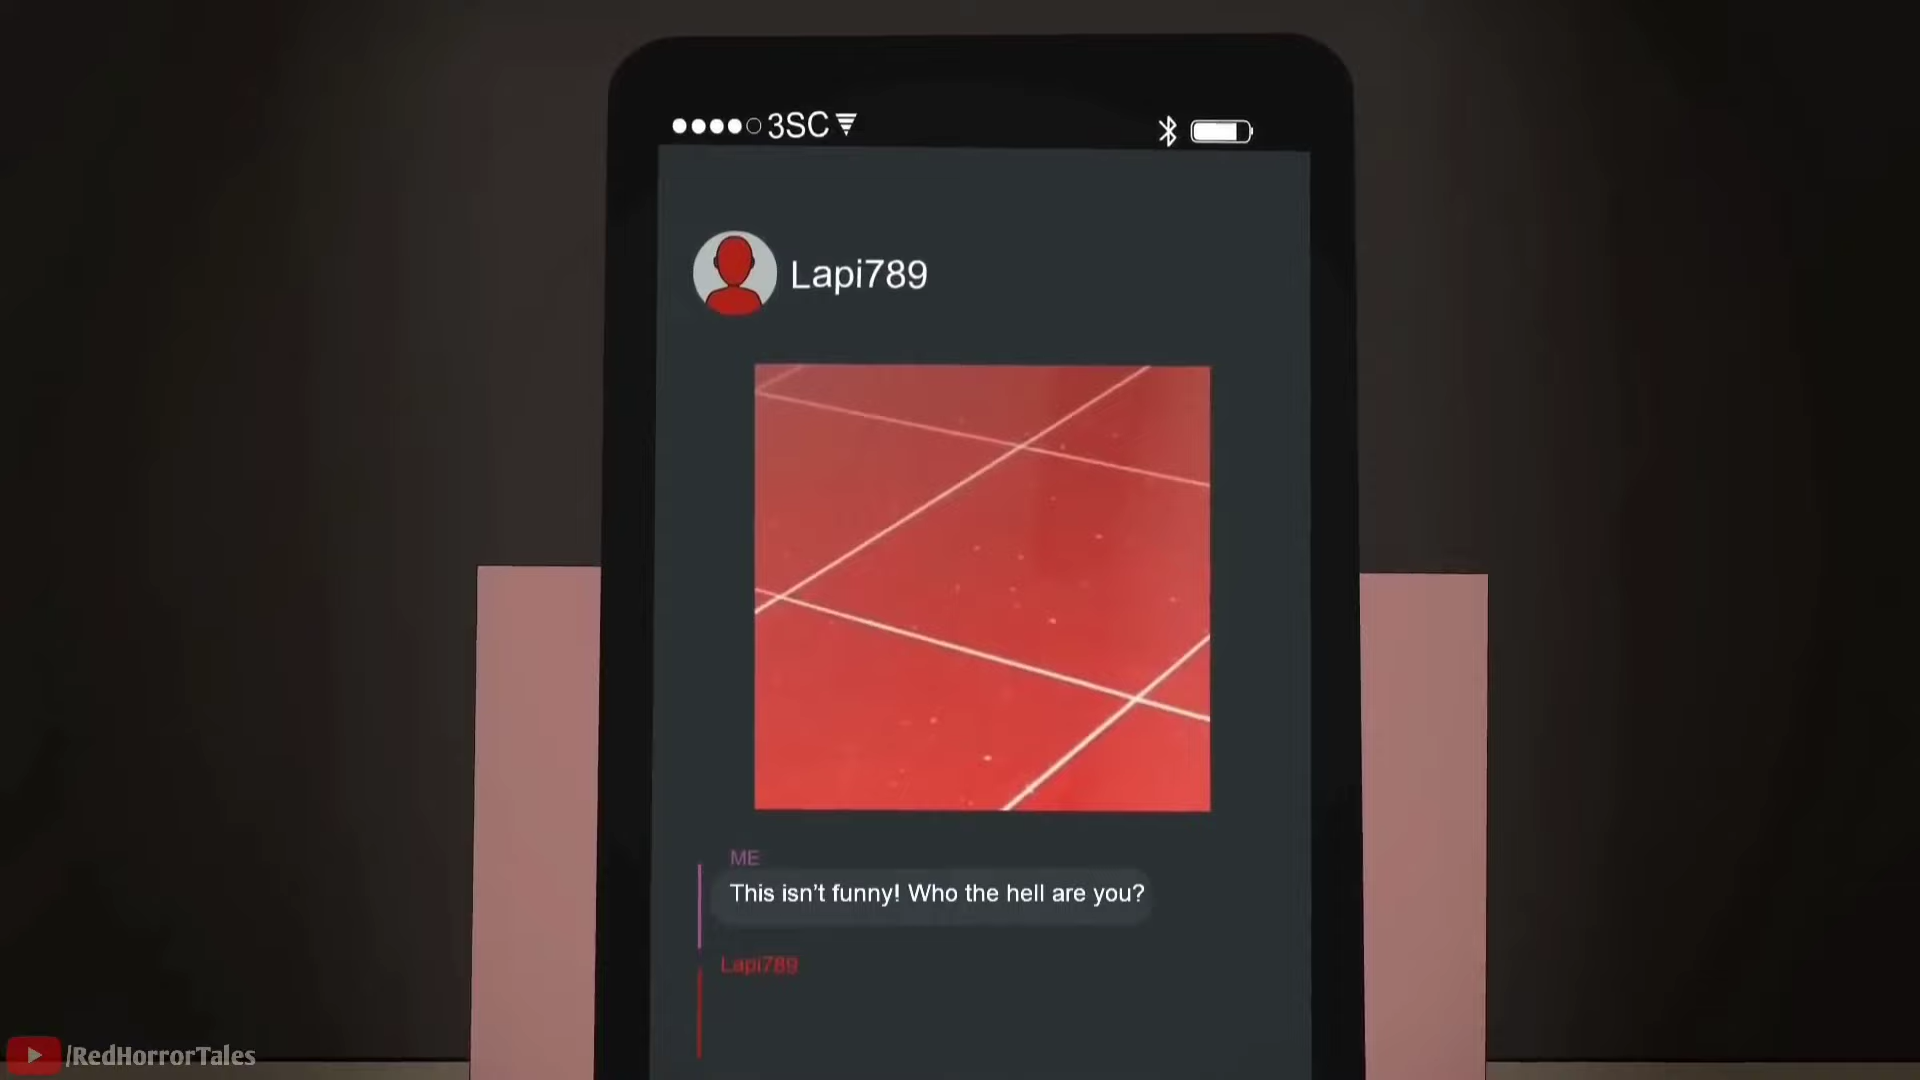 3SC
Lapi789
ME
This isn't funny! Who the hell are you?
Lapi789
/RedHorrorTales